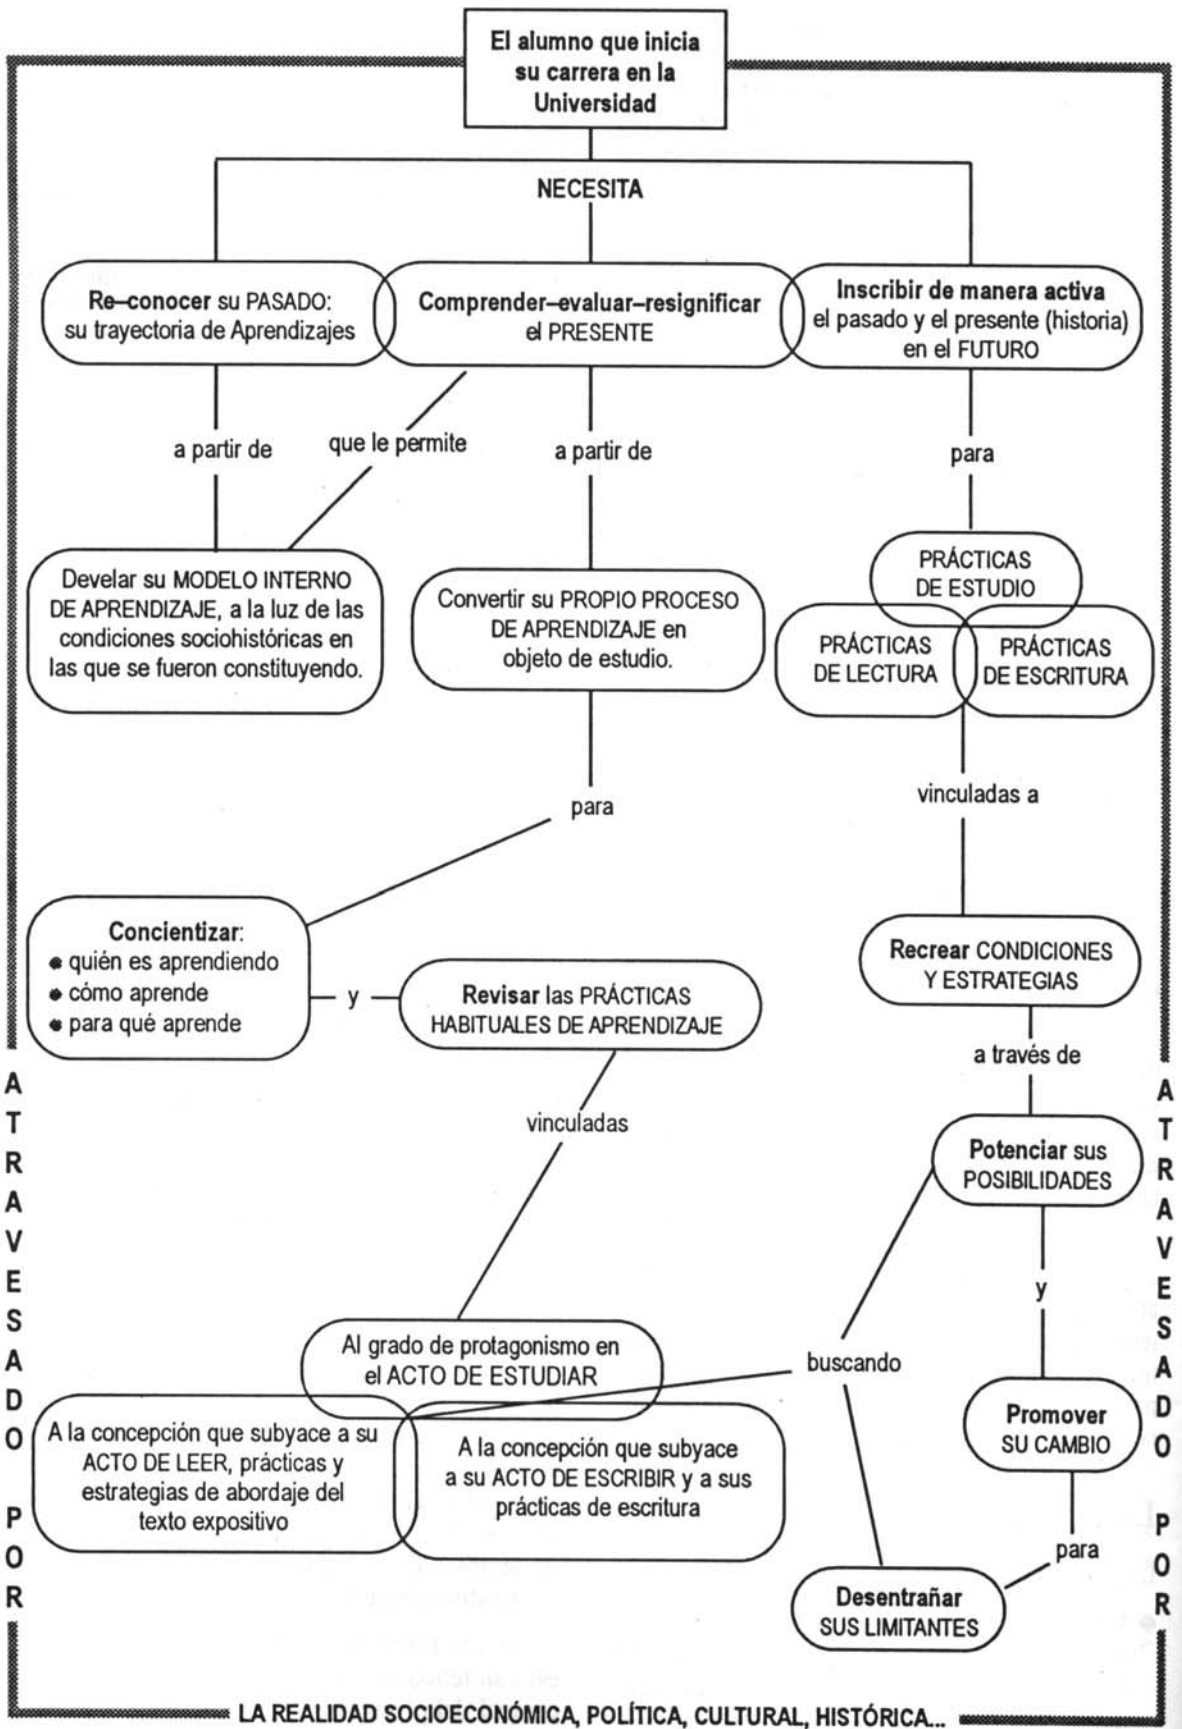 El alumno que inicia
su carrera en la
Universidad
NECESITA
Re–conocer su PASADO:
su trayectoria de Aprendizajes
Comprender–evaluar–resignificar
el PRESENTE
Inscribir de manera activa
el pasado y el presente (historia)
en el FUTURO
a partir de
que le permite
a partir de
para
Develar su MODELO INTERNO
DE APRENDIZAJE, a la luz de las
condiciones sociohistóricas en
las que se fueron constituyendo.
Convertir su PROPIO PROCESO
DE APRENDIZAJE en
objeto de estudio.
PRÁCTICAS
DE ESTUDIO
PRÁCTICAS
DE LECTURA
PRÁCTICAS
DE ESCRITURA
para
vinculadas a
Concientizar:
quién es aprendiendo
cómo aprende
para qué aprende
y
Revisar las PRÁCTICAS
HABITUALES DE APRENDIZAJE
Recrear CONDICIONES
Y ESTRATEGIAS
a través de
vinculadas
Potenciar sus
POSIBILIDADES
y
Al grado de protagonismo en
el ACTO DE ESTUDIAR
buscando
A la concepción que subyace a su
ACTO DE LEER, prácticas y
estrategias de abordaje del
texto expositivo
A la concepción que subyace
a su ACTO DE ESCRIBIR y a sus
prácticas de escritura
Promover
SU CAMBIO
para
Desentrañar
SUS LIMITANTES
ATRAVESADO POR
ATRAVESADO POR
LA REALIDAD SOCIOECONÓMICA, POLÍTICA, CULTURAL, HISTÓRICA...